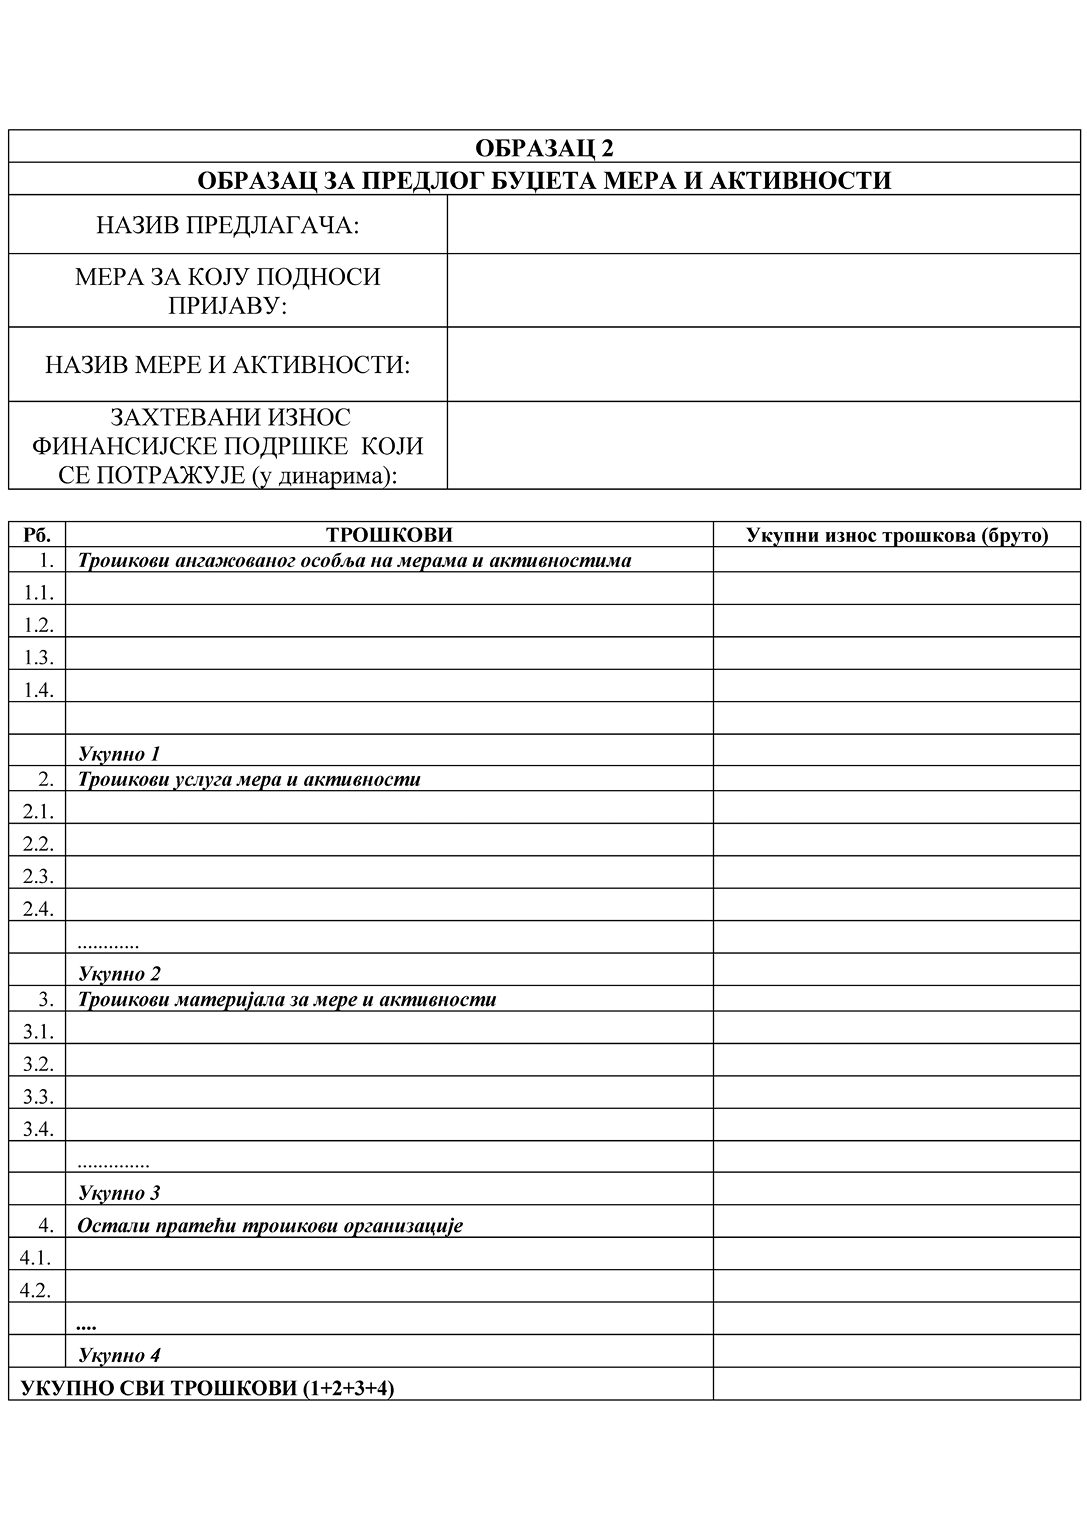 ОБРАЗАЦ 2
ОБРАЗАЦ ЗА ПРЕДЛОГ БУЏЕТА МЕРА И АКТИВНОСТИ
НАЗИВ ПРЕДЛАГАЧА:
МЕРА ЗА КОЈУ ПОДНОСИ
ПРИЈАВУ:
НАЗИВ МЕРЕ И АКТИВНОСТИ:
ЗАХТЕВАНИ ИЗНОС
ФИНАНСИЈСКЕ ПОДРШКЕ  КОЈИ
СЕ ПОТРАЖУЈЕ (у динарима):
Рб. ТРОШКОВИ Укупни износ трошкова (бруто)
1. Трошкови ангажованог особља на мерама и активностима
1.1.
1.2.
1.3.
1.4.
Укупно 1
2. Трошкови услуга мера и активности
2.1.
2.2.
2.3.
2.4.
............
Укупно 2
3. Трошкови материјала за мере и активности
3.1.
3.2.
3.3.
3.4.
..............
Укупно 3
4. Остали пратећи трошкови организације
4.1.
4.2.
....
Укупно 4
УКУПНО СВИ ТРОШКОВИ (1+2+3+4)